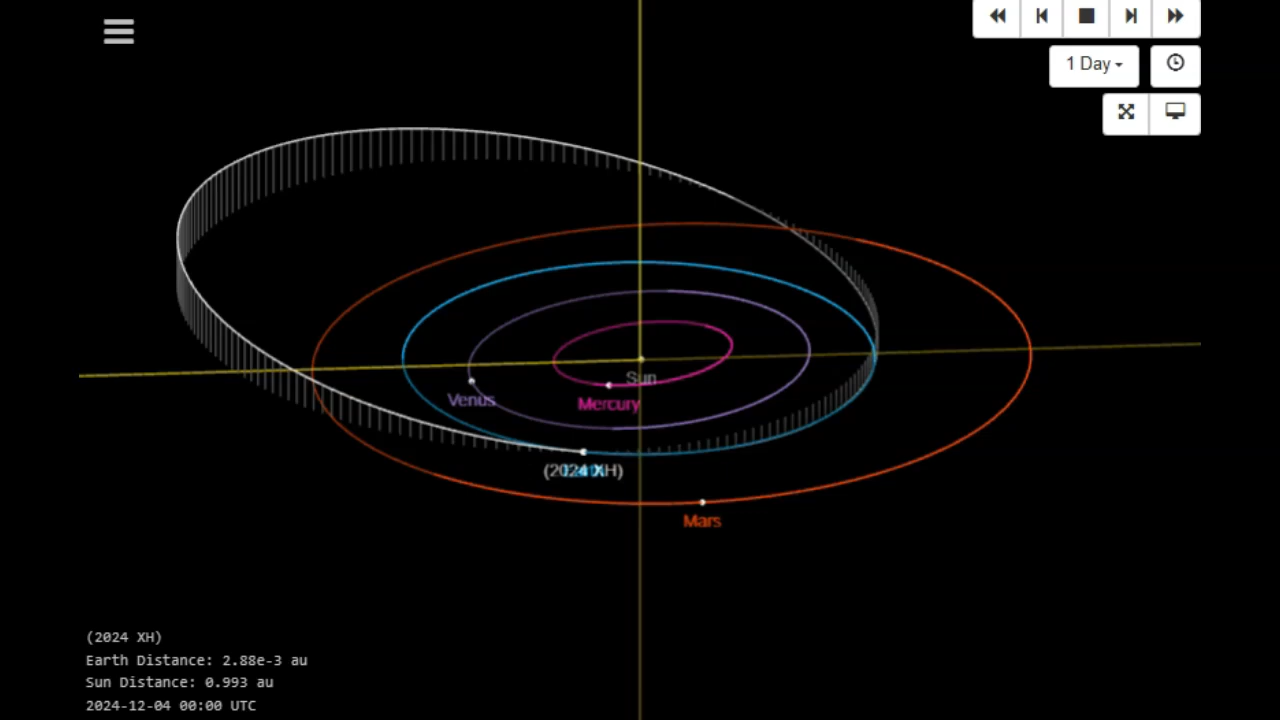 1 Day
Sun
Venus
Mercury
(2024 XH)
Mars
(2024 XH)
Earth Distance: 2.88e-3 au
Sun Distance: 0.993 au
2024-12-04 00:00 UTC